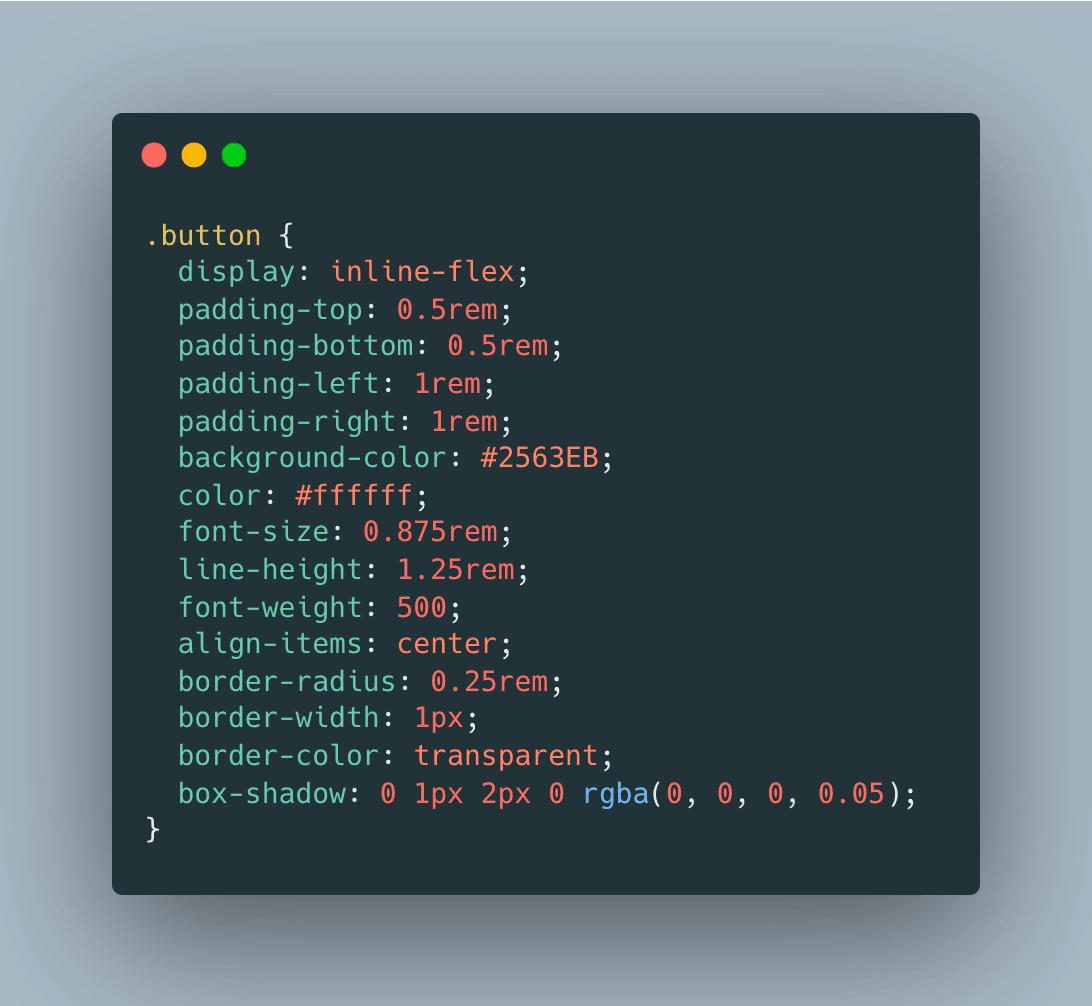 .button {
  display: inline-flex;
  padding-top: 0.5rem;
  padding-bottom: 0.5rem;
  padding-left: 1rem;
  padding-right: 1rem;
  background-color: #2563EB;
  color: #ffffff;
  font-size: 0.875rem;
  line-height: 1.25rem;
  font-weight: 500;
  align-items: center;
  border-radius: 0.25rem;
  border-width: 1px;
  border-color: transparent;
  box-shadow: 0 1px 2px 0 rgba(0, 0, 0, 0.05);
}